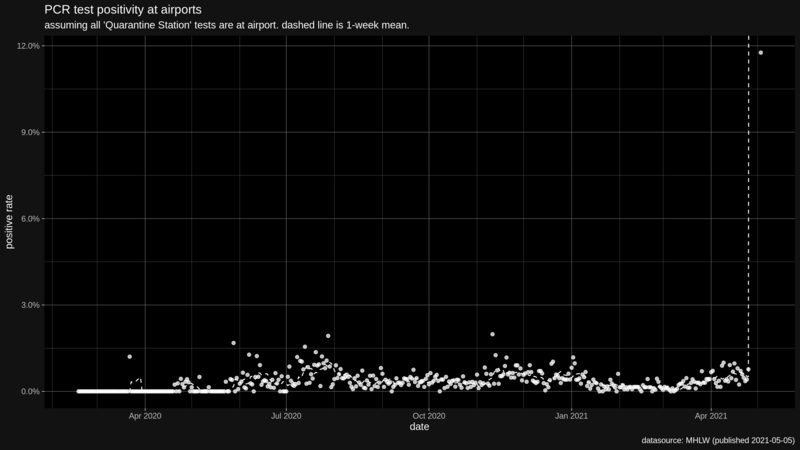 PCR test positivity at airports
assuming all 'Quarantine Station' tests are at airport. dashed line is 1-week mean.
12.0%
9.0%
6.0%
3.0%
0.0%
positive rate
Apr 2020
Jul 2020
Oct 2020
Jan 2021
Apr 2021
date
datasource: MHLW (published 2021-05-05)